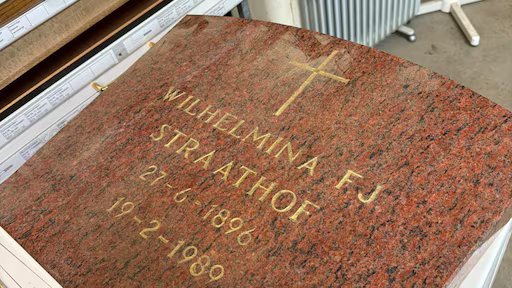 WILHELMINA FJ
STRAATHOF
27-6-1896
19-2-1989